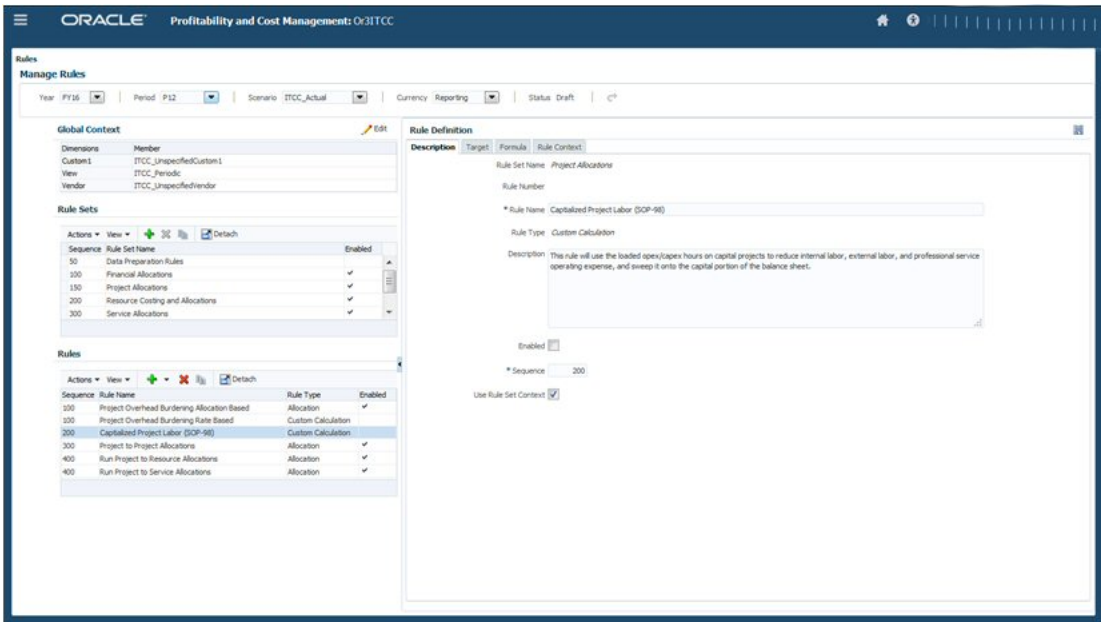 ORACLE Profitability and Cost Management: Or3ITCC
Rules
Manage Rules
Year FY16 Period P12 Scenario ITCC_Actual Currency Reporting Status Draft
Global Context Edit
Dimensions Member
Custom1 ITCC_UnspecifiedCustom1
View ITCC_Periodic
Vendor ITCC_UnspecifiedVendor
Rule Sets
Actions View Detach
Sequence Rule Set Name Enabled
50 Data Preparation Rules
100 Financial Allocations
150 Project Allocations
200 Resource Costing and Allocations
300 Service Allocations
Rules
Actions View Detach
Sequence Rule Name Rule Type Enabled
100 Project Overhead Burdening Allocation Based Allocation
100 Project Overhead Burdening Rate Based Custom Calculation
200 Captialized Project Labor (SOP-98) Custom Calculation
300 Project to Project Allocations Allocation
400 Run Project to Resource Allocations Allocation
400 Run Project to Service Allocations Allocation
Rule Definition
Description Target Formula Rule Context
Rule Set Name Project Allocations
Rule Number
* Rule Name Captialized Project Labor (SOP-98)
Rule Type Custom Calculation
Description This rule will use the loaded opex/capex hours on capital projects to reduce internal labor, external labor, and professional service
operating expense, and sweep it onto the capital portion of the balance sheet.
Enabled
* Sequence 200
Use Rule Set Context